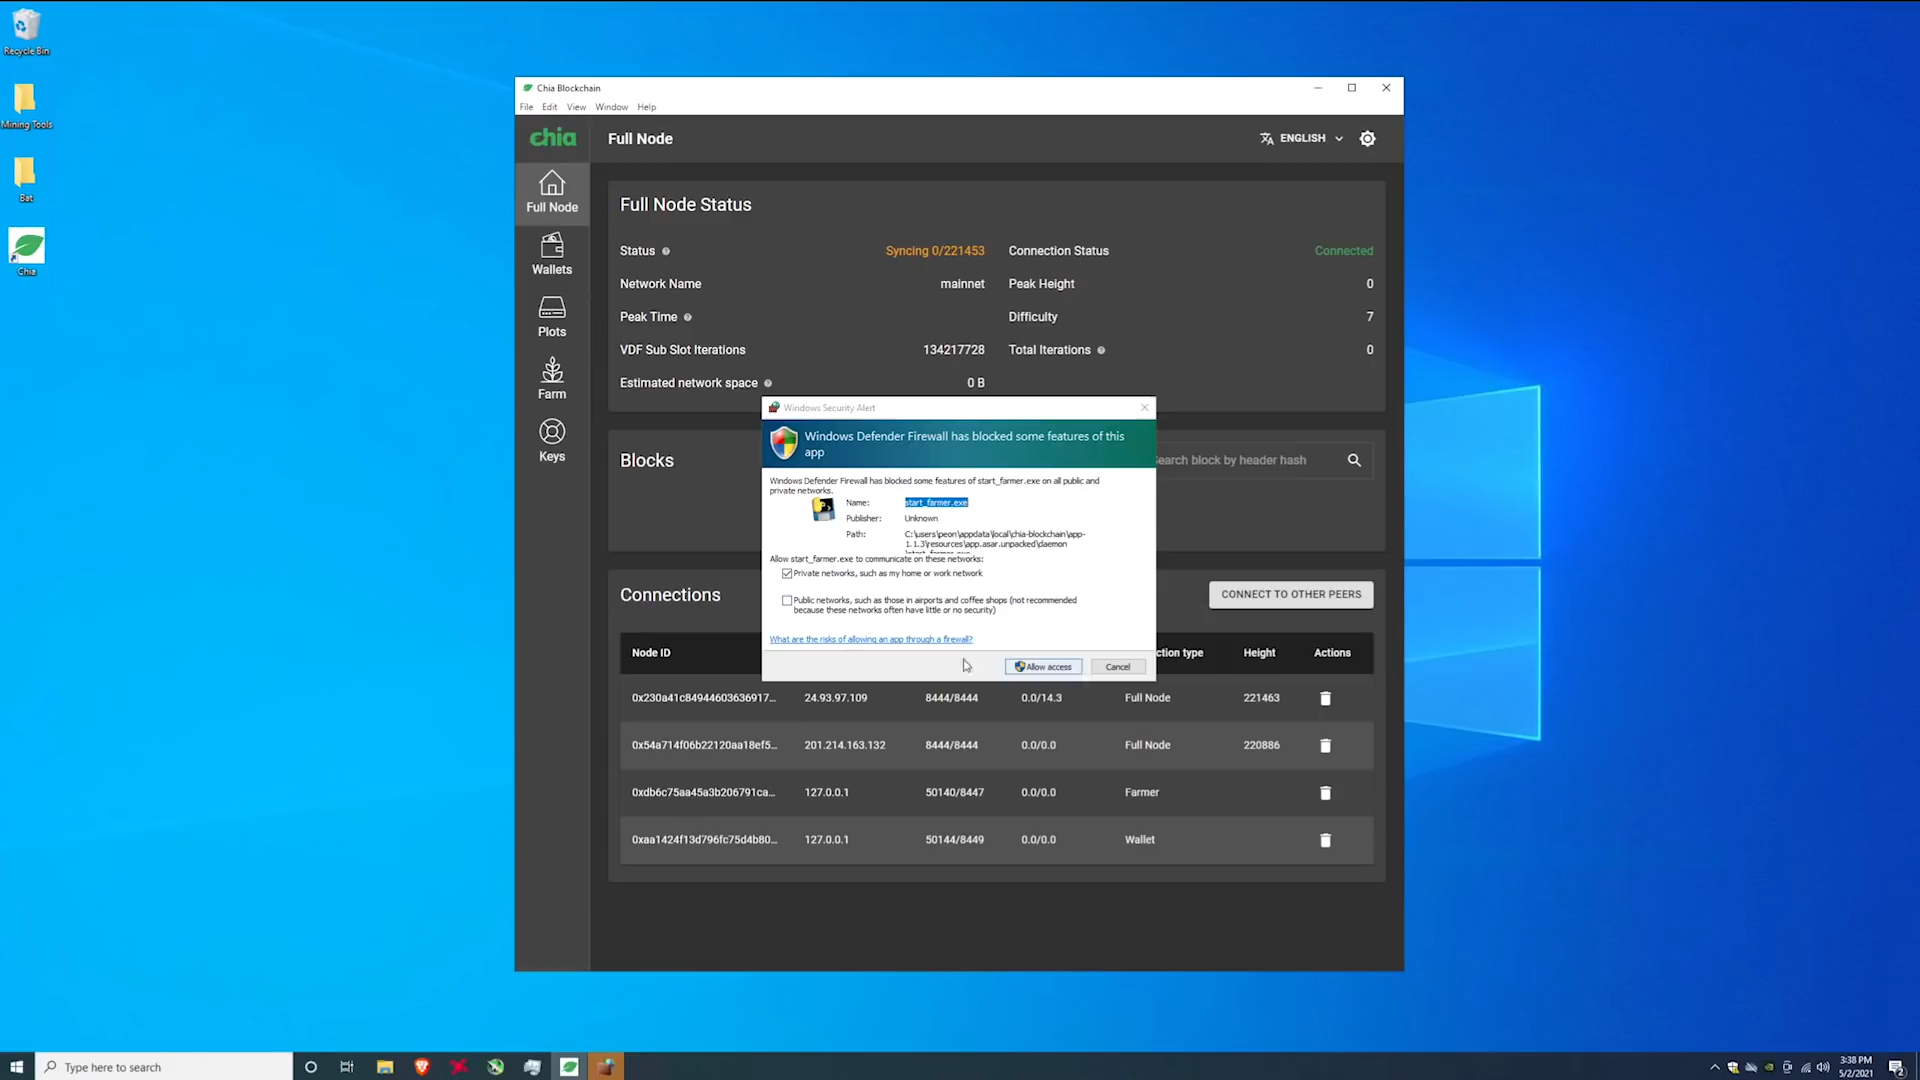 Recycle Bin
Mining Tools
Bat
Chia
Chia Blockchain
File Edit View Window Help
chia
Full Node
ENGLISH
Full Node
Wallets
Plots
Farm
Keys
Full Node Status
Status Syncing 0/221453 Connection Status Connected
Network Name mainnet Peak Height 0
Peak Time Difficulty 7
VDF Sub Slot Iterations 134217728 Total Iterations 0
Estimated network space 0 B
Windows Security Alert
Windows Defender Firewall has blocked some features of this
app
Windows Defender Firewall has blocked some features of start_farmer.exe on all public and
private networks.
Name: start_farmer.exe
Publisher: Unknown
Path: C:\users\peon\appdata\local\chia-blockchain\app-
1.1.3\resources\app.asar.unpacked\daemon
\start_farmer.exe
Allow start_farmer.exe to communicate on these networks:
Private networks, such as my home or work network
Public networks, such as those in airports and coffee shops (not recommended
because these networks often have little or no security)
What are the risks of allowing an app through a firewall?
Allow access Cancel
Blocks
earch block by header hash
Connections
CONNECT TO OTHER PEERS
Node ID ction type Height Actions
0x230a41c84944603636917... 24.93.97.109 8444/8444 0.0/14.3 Full Node 221463
0x54a714f06b22120aa18ef5... 201.214.163.132 8444/8444 0.0/0.0 Full Node 220886
0xdb6c75aa45a3b206791ca... 127.0.0.1 50140/8447 0.0/0.0 Farmer
0xaa1424f13d796fc75d4b80... 127.0.0.1 50144/8449 0.0/0.0 Wallet
Type here to search
3:38 PM
5/2/2021
2